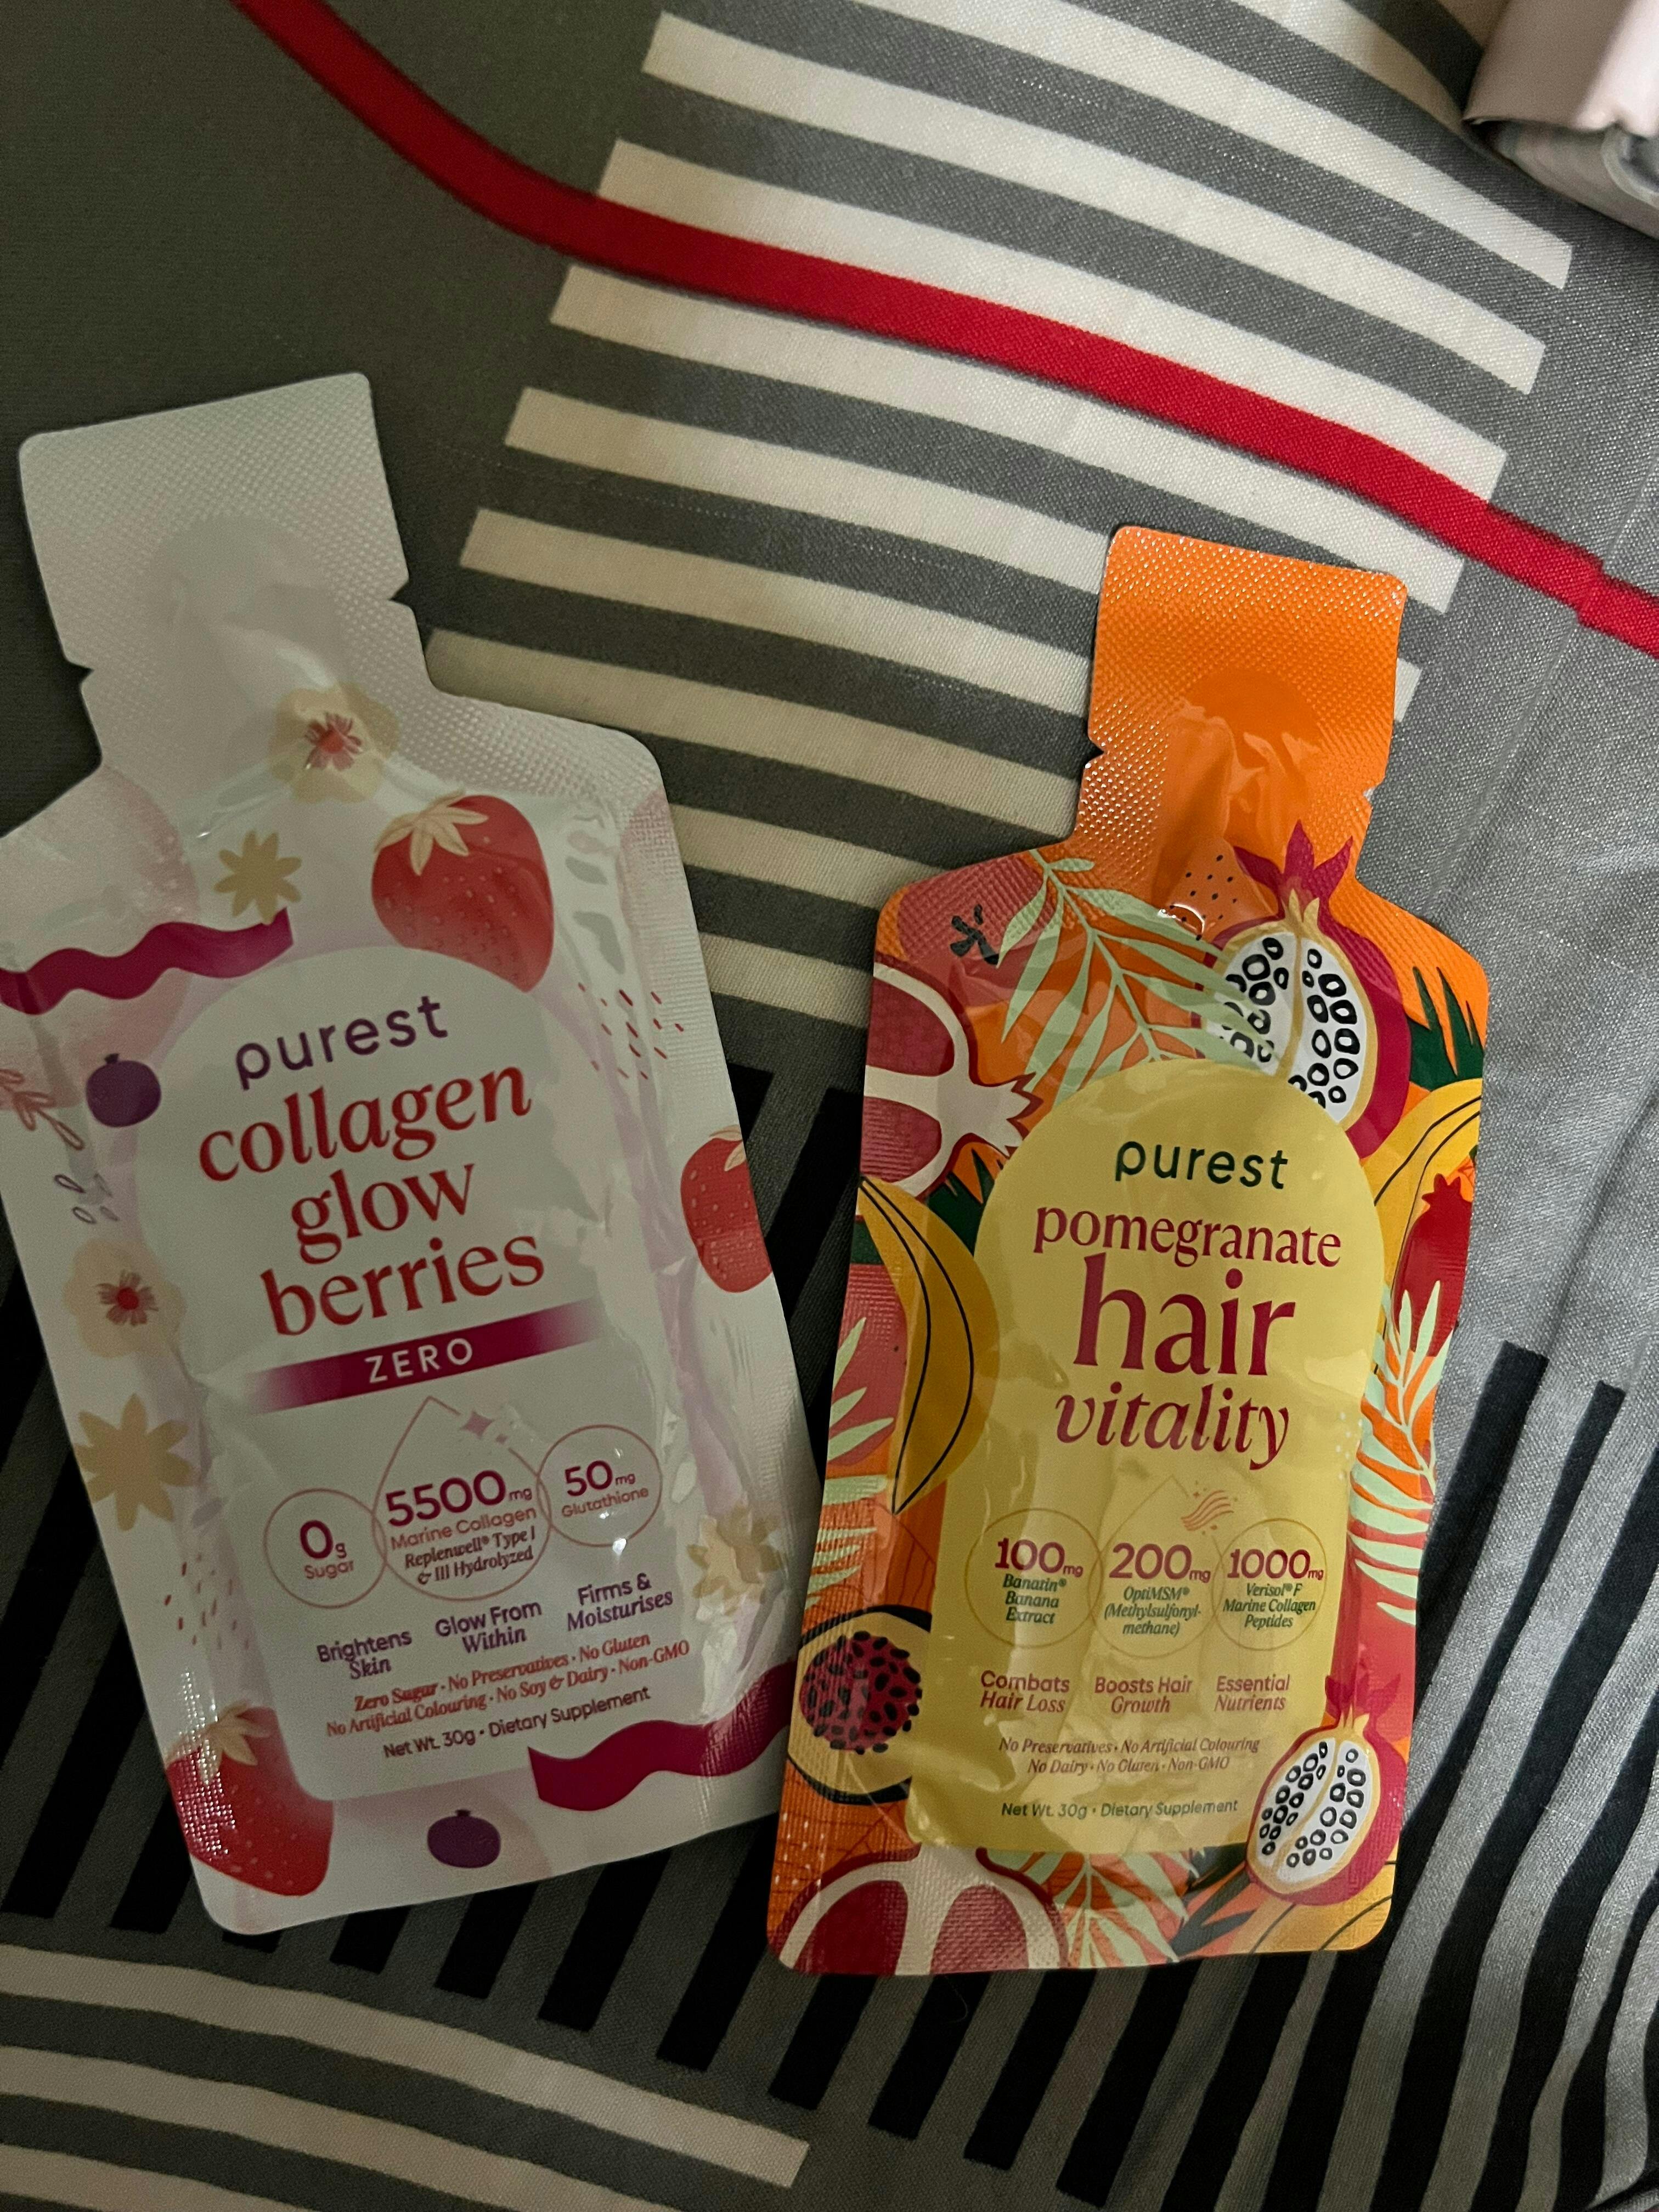 purest
collagen
glow
berries
ZERO
0g
Sugar
5500mg
Marine Collagen
Replenwell® Type I
& III Hydrolyzed
50mg
Glutathione
Brightens
Skin
Glow From
Within
Firms &
Moisturises
Zero Sugar • No Preservatives • No Gluten
No Artificial Colouring • No Soy & Dairy • Non-GMO
Net Wt. 30g • Dietary Supplement
purest
pomegranate
hair
vitality
100mg
Banatin®
Banana
Extract
200mg
OptiMSM®
(Methylsulfonyl-
methane)
1000mg
Verisol® F
Marine Collagen
Peptides
Combats
Hair Loss
Boosts Hair
Growth
Essential
Nutrients
No Preservatives • No Artificial Colouring
No Dairy • No Gluten • Non-GMO
Net Wt. 30g • Dietary Supplement